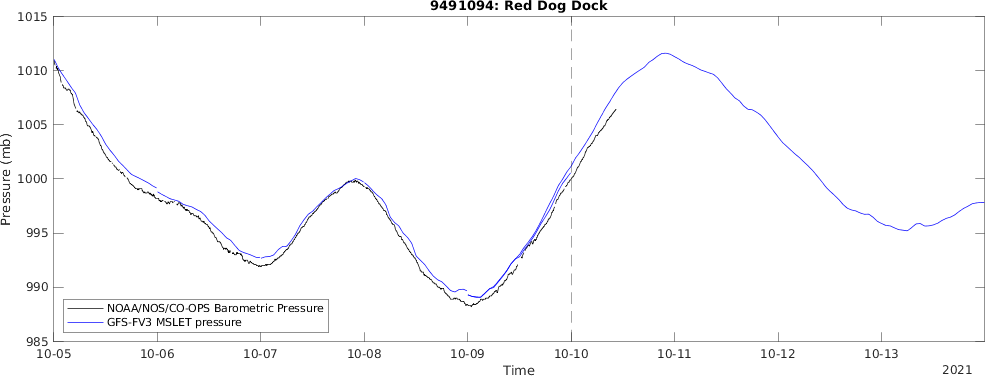 9491094: Red Dog Dock
1015
1010
1005
1000
995
990
985
Pressure (mb)
NOAA/NOS/CO-OPS Barometric Pressure
GFS-FV3 MSLET pressure
10-05 10-06 10-07 10-08 10-09 10-10 10-11 10-12 10-13
Time
2021